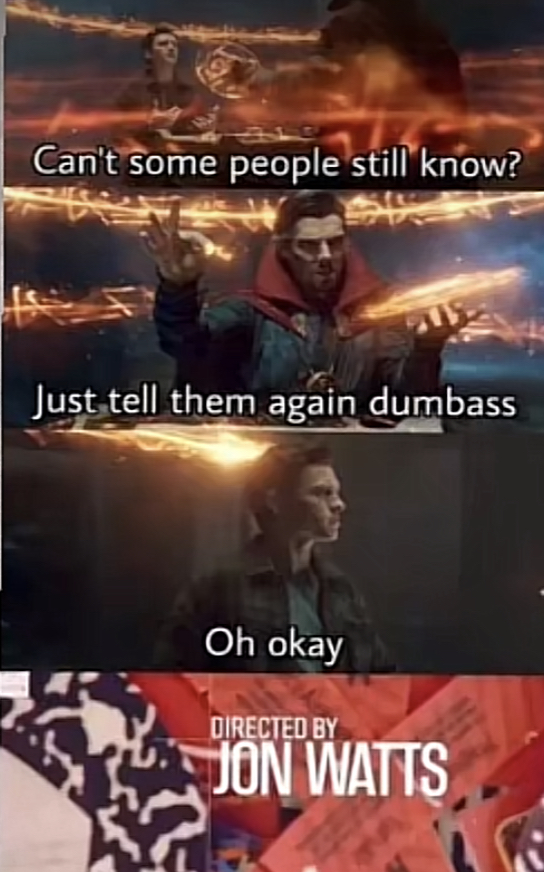 Can't some people still know?
Just tell them again dumbass
Oh okay
DIRECTED BY
JON WATTS